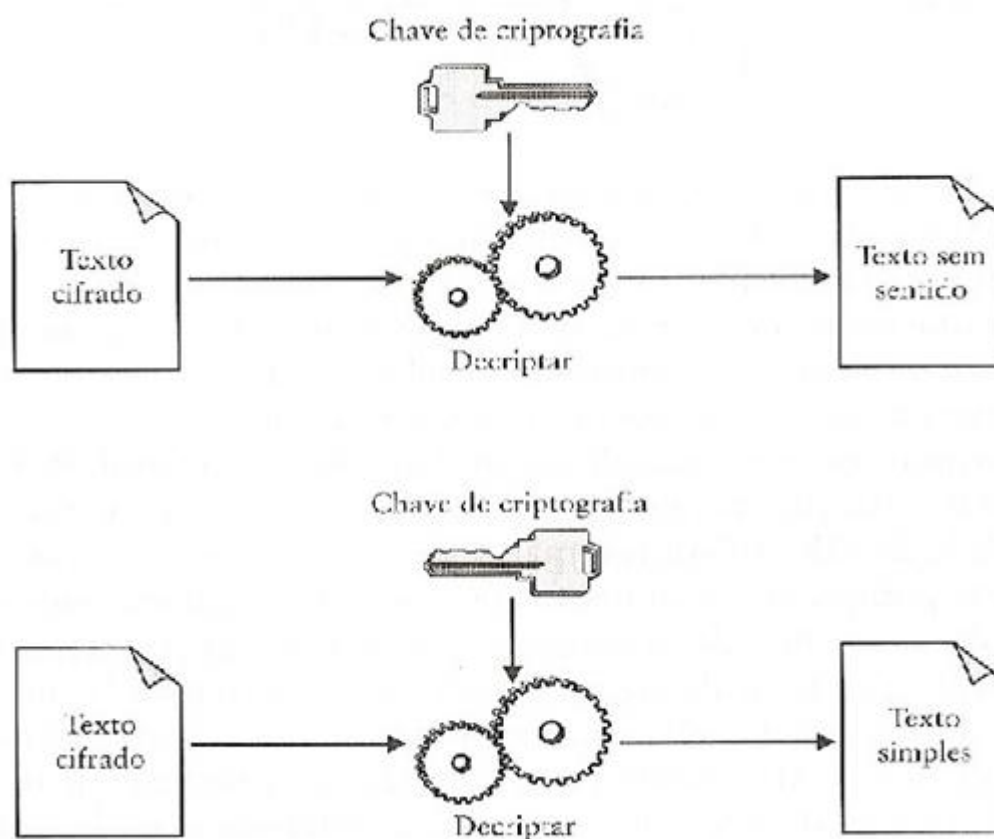 Chave de criprografia
Texto
cifrado
Decriptar
Texto sem
sentido
Chave de criptografia
Texto
cifrado
Decriptar
Texto
simples